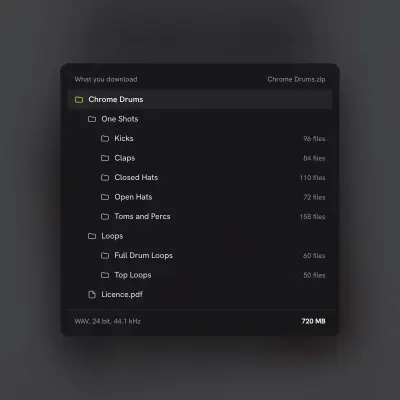 What you download Chrome Drums.zip
Chrome Drums
One Shots
Kicks 96 files
Claps 84 files
Closed Hats 110 files
Open Hats 72 files
Toms and Percs 158 files
Loops
Full Drum Loops 60 files
Top Loops 50 files
Licence.pdf
WAV, 24 bit, 44.1 kHz 720 MB